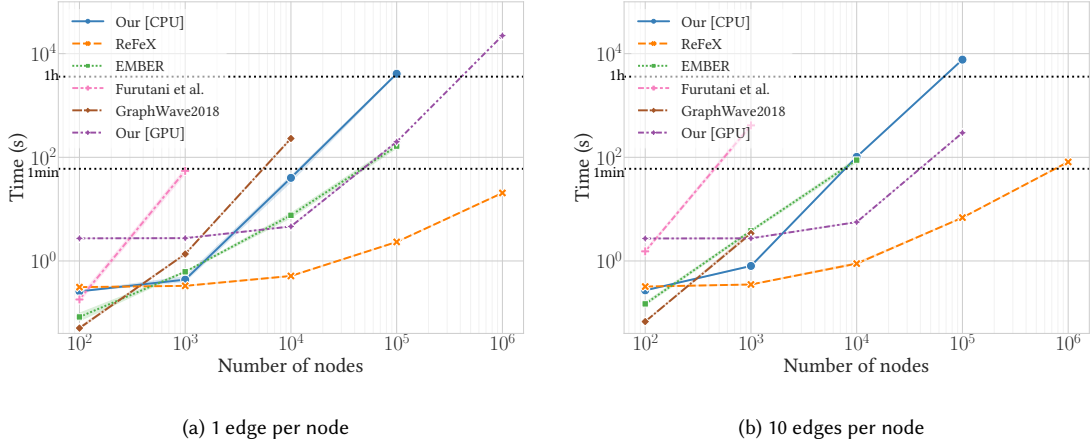 Our [CPU]
ReFeX
EMBER
Furutani et al.
GraphWave2018
Our [GPU]
10^4
10^2
10^0
1h
1min
Time (s)
10^2 10^3 10^4 10^5 10^6
Number of nodes
(a) 1 edge per node
Our [CPU]
ReFeX
EMBER
Furutani et al.
GraphWave2018
Our [GPU]
10^4
10^2
10^0
1h
1min
Time (s)
10^2 10^3 10^4 10^5 10^6
Number of nodes
(b) 10 edges per node